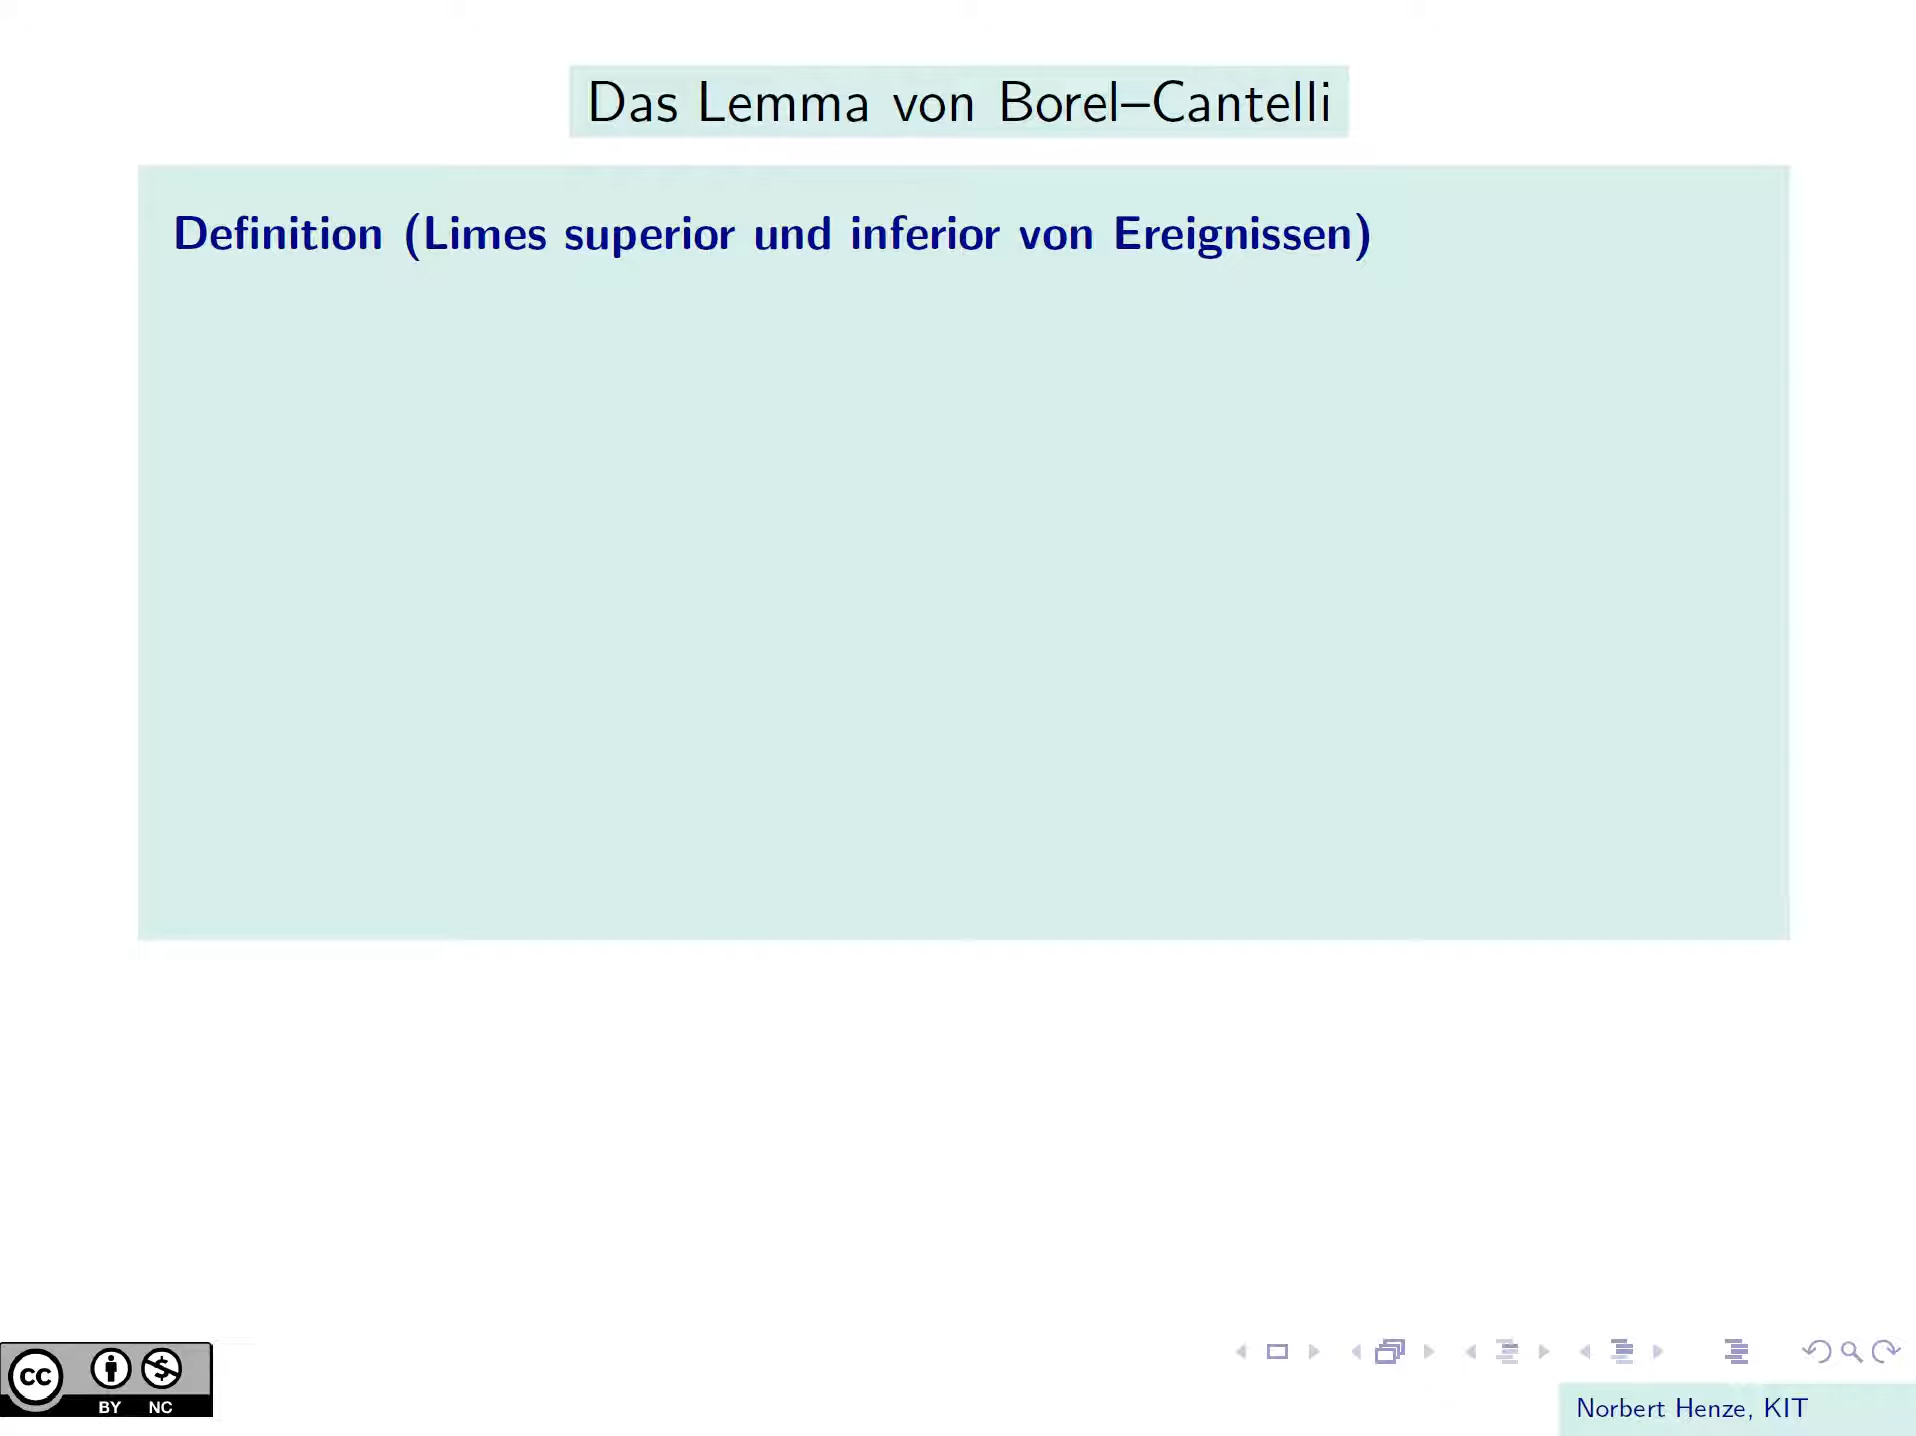 Das Lemma von Borel–Cantelli
Definition (Limes superior und inferior von Ereignissen)
cc
BY NC
Norbert Henze, KIT